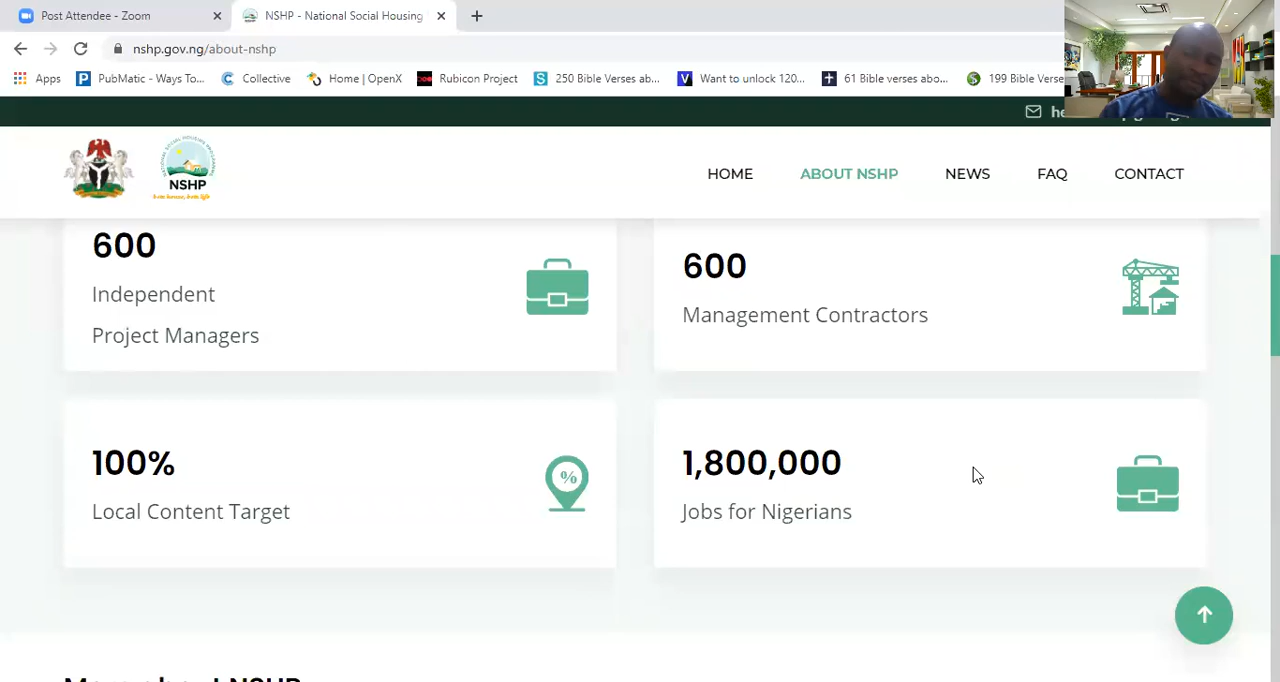 Post Attendee - Zoom
NSHP - National Social Housing
nshp.gov.ng/about-nshp
Apps
PubMatic - Ways To...
Collective
Home | OpenX
Rubicon Project
250 Bible Verses ab...
Want to unlock 120...
61 Bible verses abo...
199 Bible Verse
NSHP
HOME
ABOUT NSHP
NEWS
FAQ
CONTACT
600
Independent
Project Managers
600
Management Contractors
100%
Local Content Target
%
1,800,000
Jobs for Nigerians